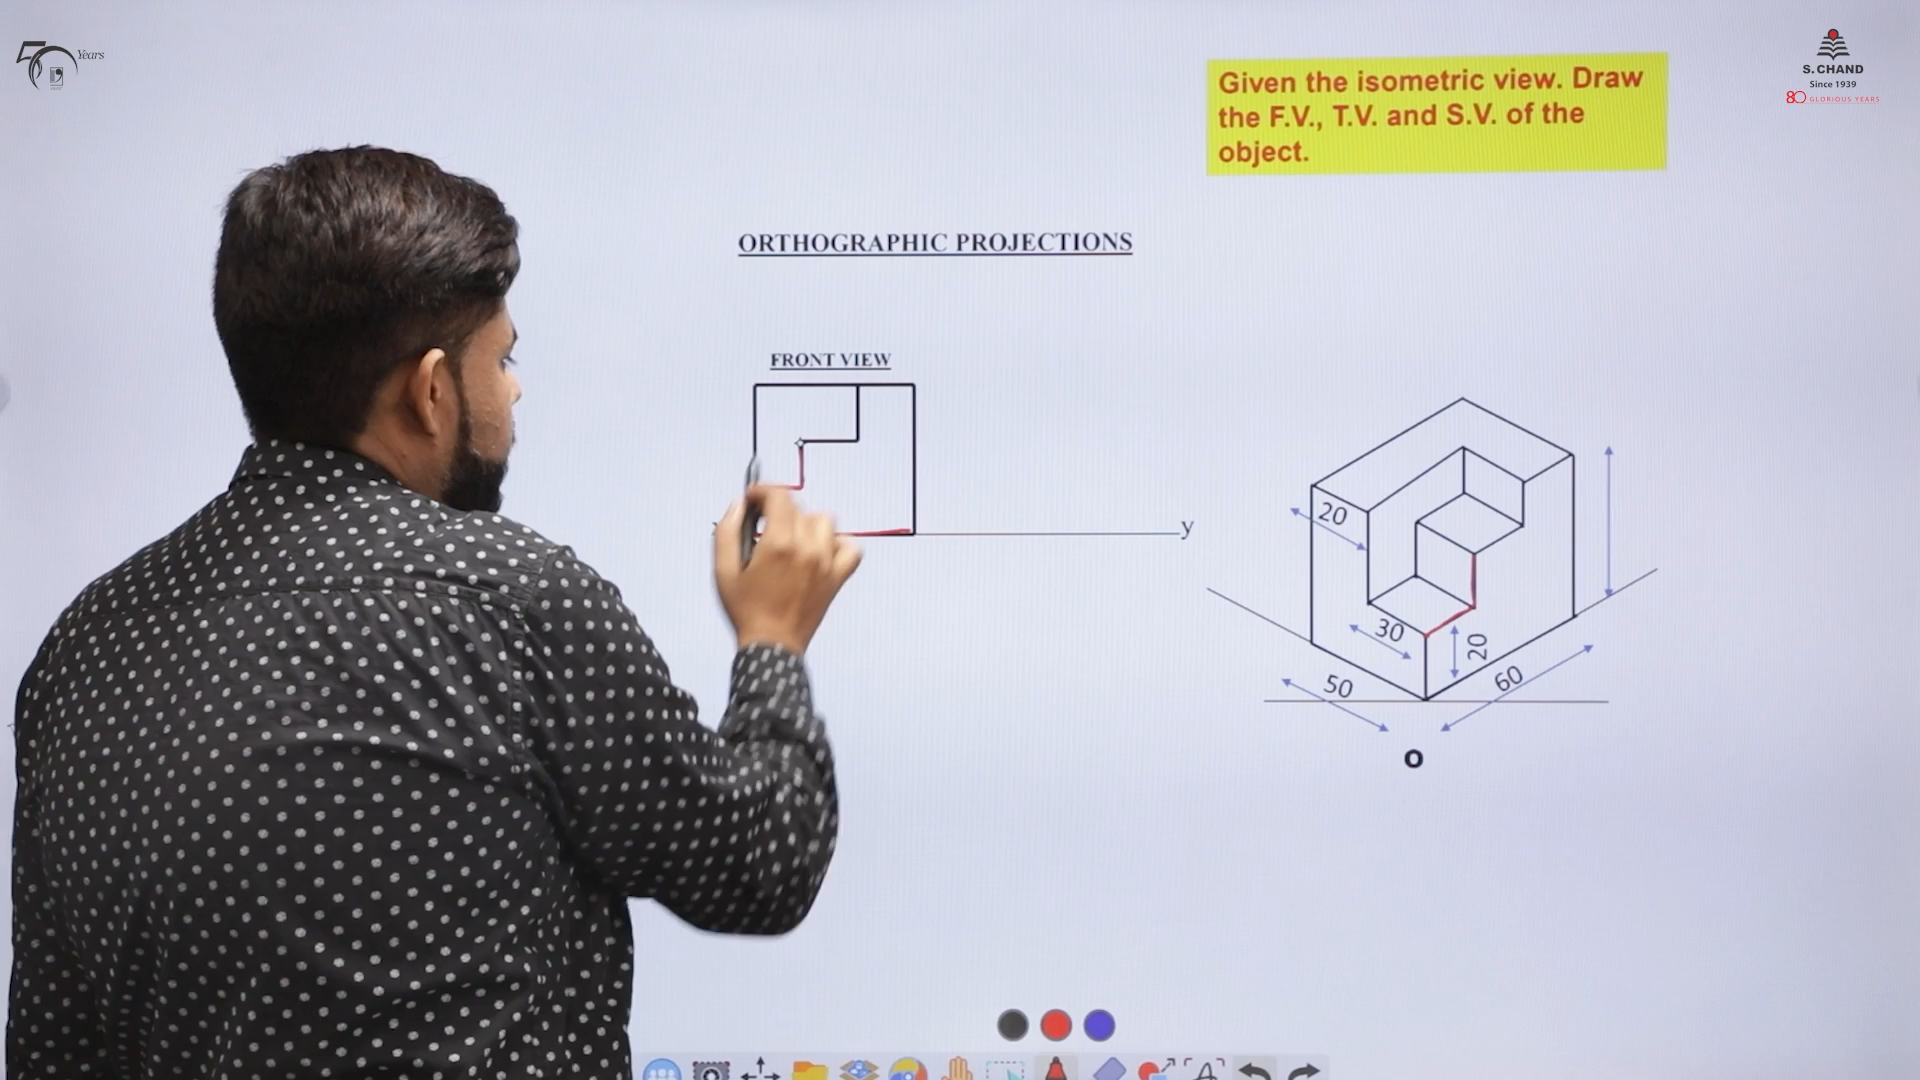 50 Years
S. CHAND
Since 1939
80 GLORIOUS YEARS
Given the isometric view. Draw
the F.V., T.V. and S.V. of the
object.
ORTHOGRAPHIC PROJECTIONS
FRONT VIEW
y
20
30
20
50
60
O